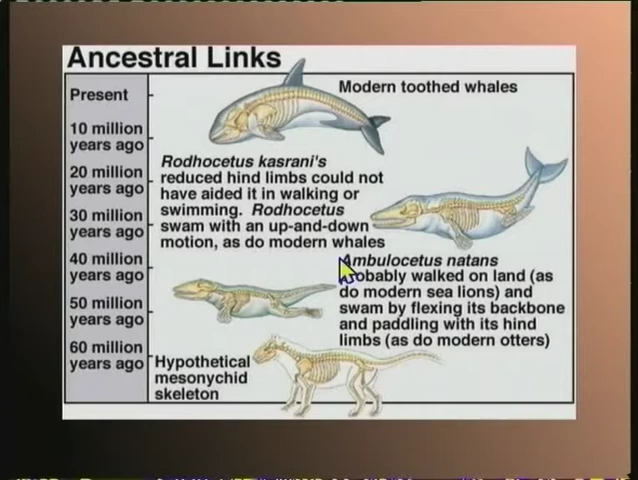 Ancestral Links
Present
Modern toothed whales
10 million
years ago
20 million
years ago
30 million
years ago
40 million
years ago
50 million
years ago
60 million
years ago
Rodhocetus kasrani's
reduced hind limbs could not
have aided it in walking or
swimming. Rodhocetus
swam with an up-and-down
motion, as do modern whales
Ambulocetus natans
probably walked on land (as
do modern sea lions) and
swam by flexing its backbone
and paddling with its hind
limbs (as do modern otters)
Hypothetical
mesonychid
skeleton